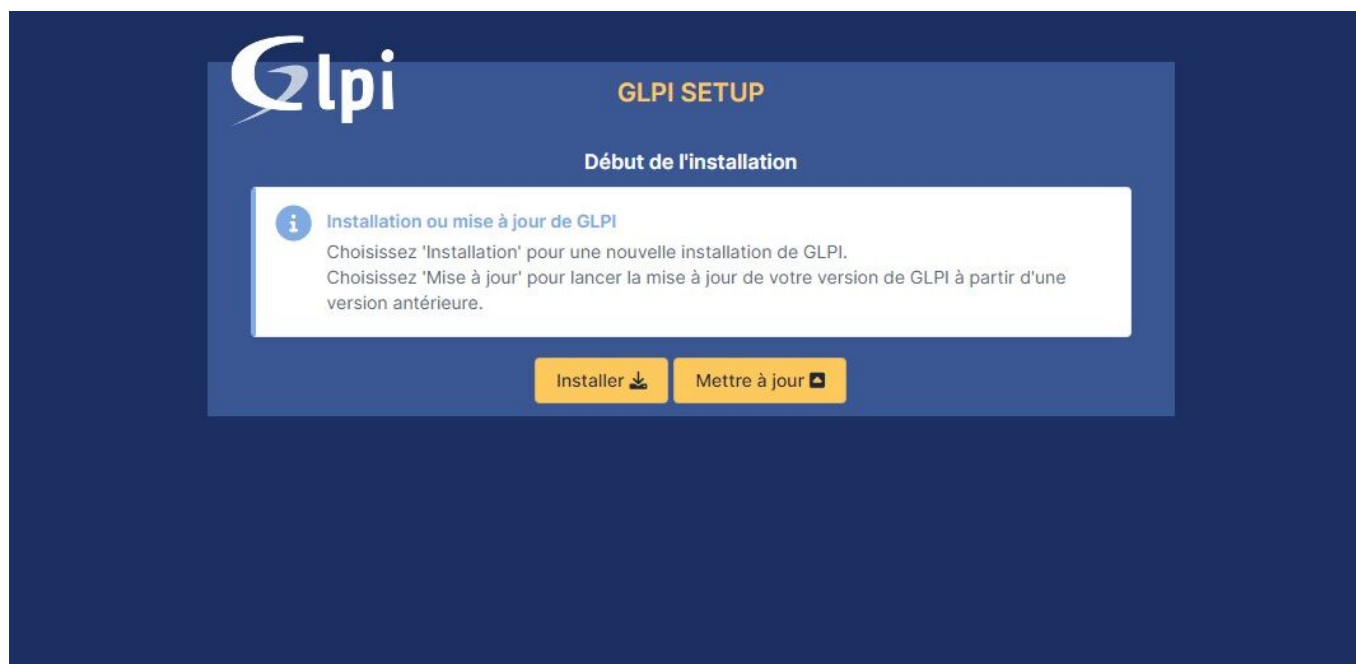 Glpi
GLPI SETUP
Début de l'installation
Installation ou mise à jour de GLPI
Choisissez 'Installation' pour une nouvelle installation de GLPI.
Choisissez 'Mise à jour' pour lancer la mise à jour de votre version de GLPI à partir d'une
version antérieure.
Installer
Mettre à jour